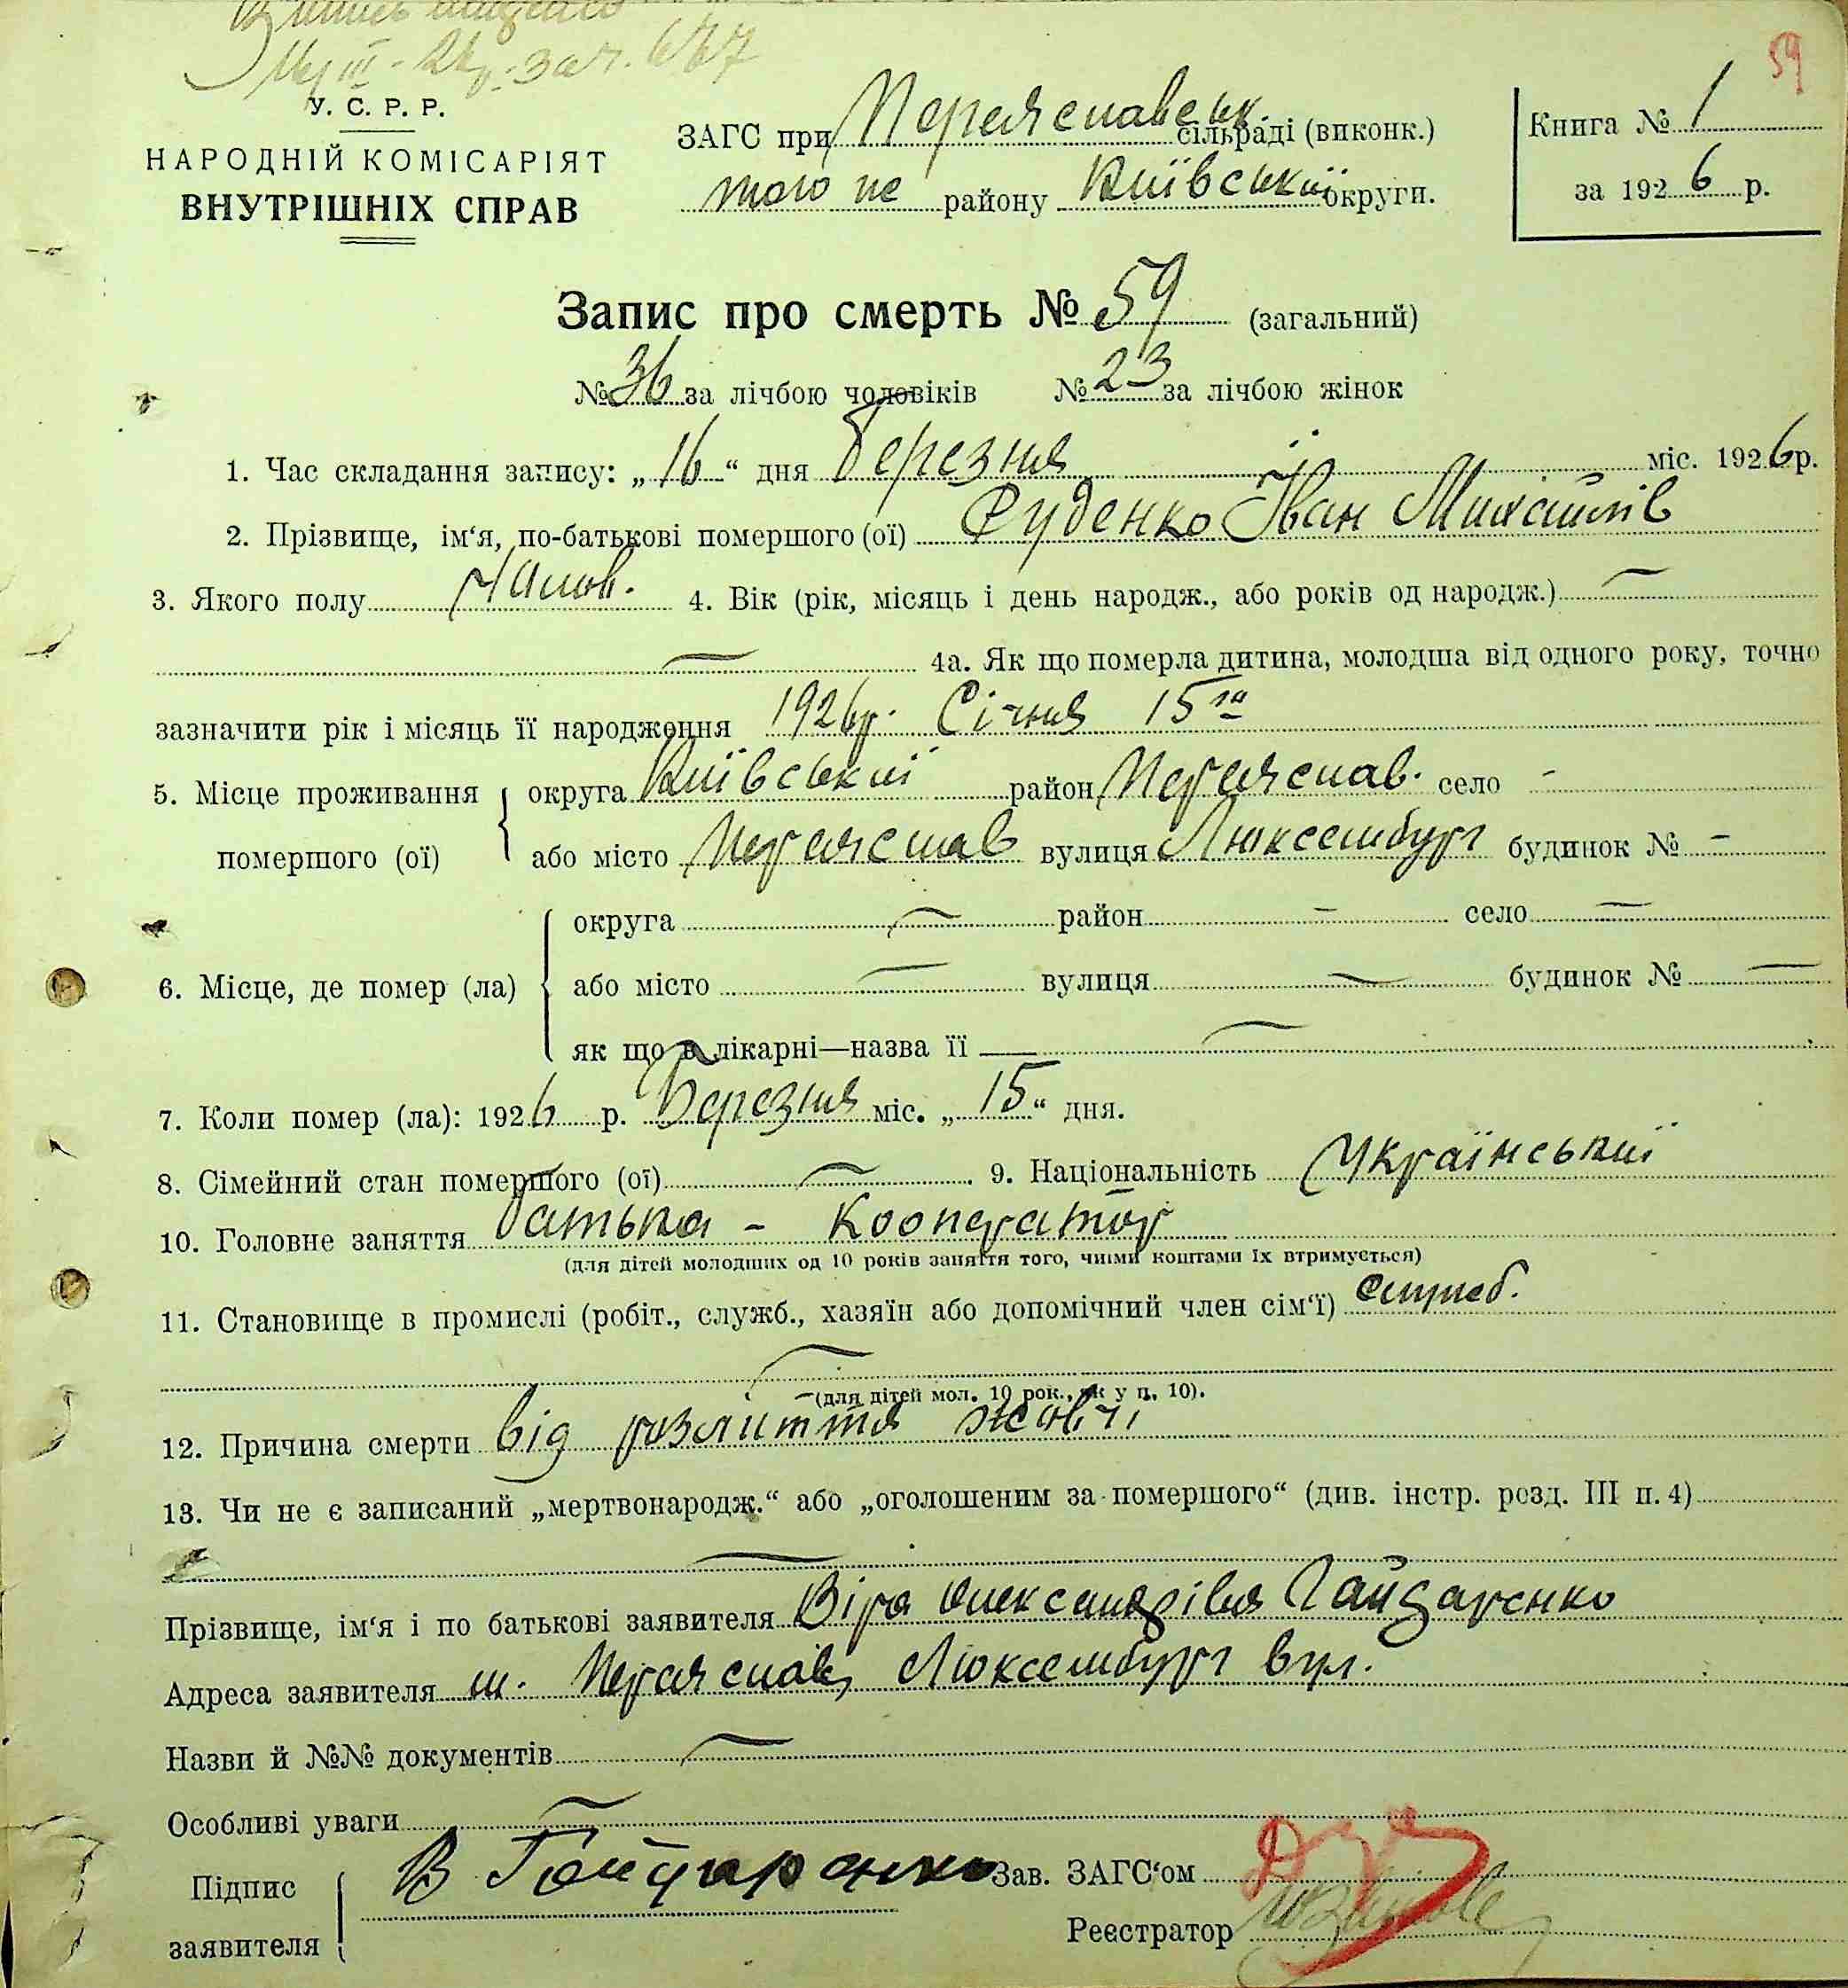 59
У. С. Р. Р.
НАРОДНІЙ КОМІСАРІЯТ
ВНУТРІШНІХ СПРАВ
ЗАГС при Переяславськ. сільраді (виконк.)
того же району Київської округи.
Книга № 1
за 1926 р.
Запис про смерть № 59 (загальний)
№ 36 за лічбою чоловіків № 23 за лічбою жінок
1. Час складання запису: „16“ дня Березня міс. 1926 р.
2. Прізвище, ім‘я, по-батькові помершого (ої) Руденко Іван Михайлів
3. Якого полу Чолов. 4. Вік (рік, місяць і день народж., або років од народж.) —
— 4а. Як що померла дитина, молодша від одного року, точно
зазначити рік і місяць її народження 1926 р. Січня 15го
5. Місце проживання помершого (ої) округа Київської район Переяслав. село -
або місто Переяслав вулиця Люксембург будинок № -
6. Місце, де помер (ла) округа — район - село —
або місто — вулиця — будинок № —
як що в лікарні—назва її —
7. Коли помер (ла): 1926 р. Березня міс. „15“ дня.
8. Сімейний стан помершого (ої) — 9. Національність Української
10. Головне заняття батька - кооператор
(для дітей молодших од 10 років заняття того, чиїми коштами їх втримується)
11. Становище в промислі (робіт., служб., хазяїн або допомічний член сім‘ї) служб.
—
(для дітей мол. 10 рок., як у п. 10).
12. Причина смерти від розлиття жовчі
13. Чи не є записаний „мертвонародж.“ або „оголошеним за помершого“ (див. інстр. розд. III п. 4)
—
Прізвище, ім‘я і по батькові заявителя Віра Олександрівна Гайдаренко
Адреса заявителя м. Переяслав, Люксембург вул.
Назви й №№ документів —
Особливі уваги —
Підпис заявителя В Гайдаренко Зав. ЗАГС‘ом
Реєстратор